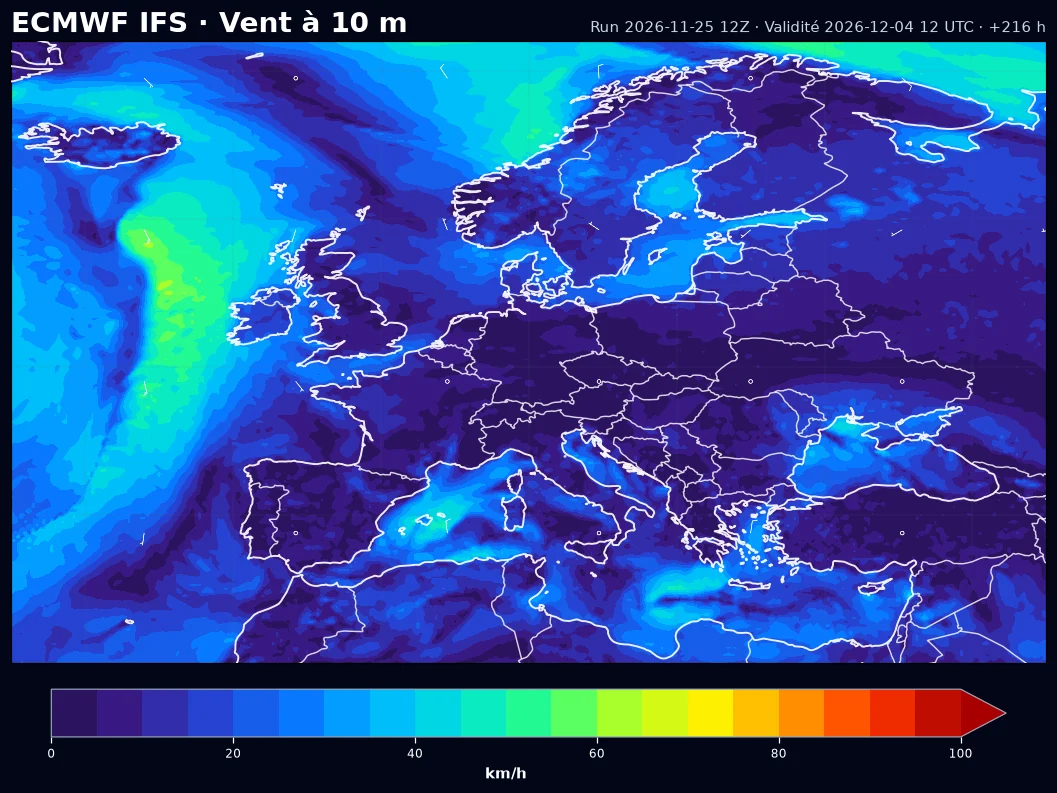 ECMWF IFS · Vent à 10 m
Run 2026-11-25 12Z · Validité 2026-12-04 12 UTC · +216 h
0 20 40 60 80 100
km/h